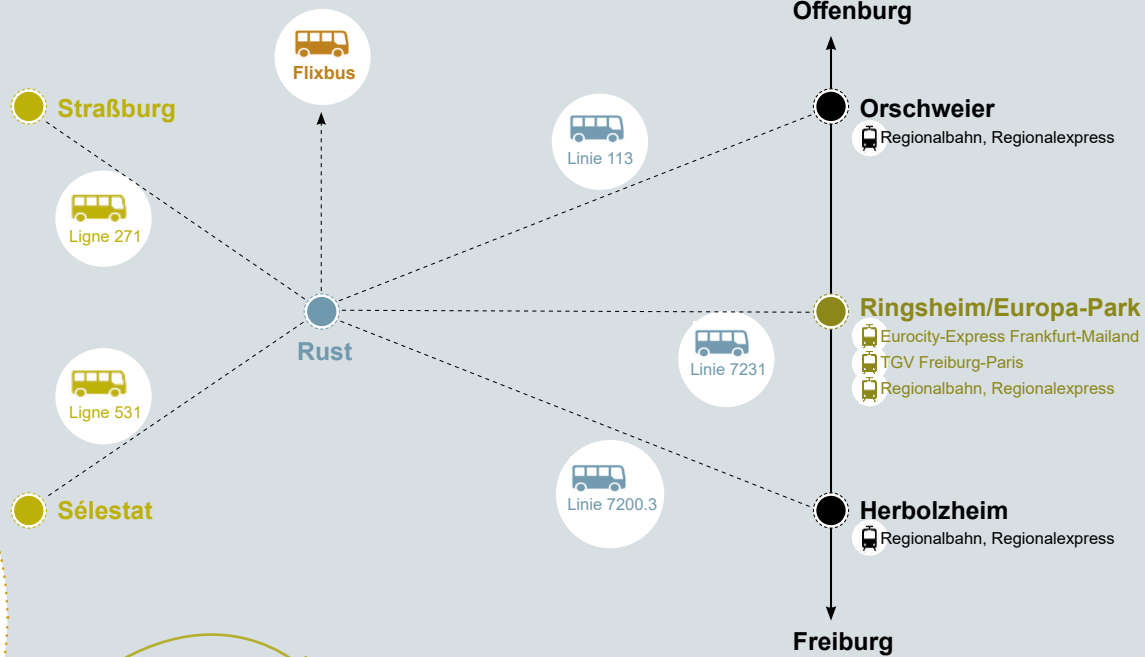 Offenburg
Flixbus
Straßburg
Orschweier
Regionalbahn, Regionalexpress
Linie 113
Ligne 271
Ringsheim/Europa-Park
Eurocity-Express Frankfurt-Mailand
TGV Freiburg-Paris
Regionalbahn, Regionalexpress
Rust
Linie 7231
Ligne 531
Linie 7200.3
Sélestat
Herbolzheim
Regionalbahn, Regionalexpress
Freiburg